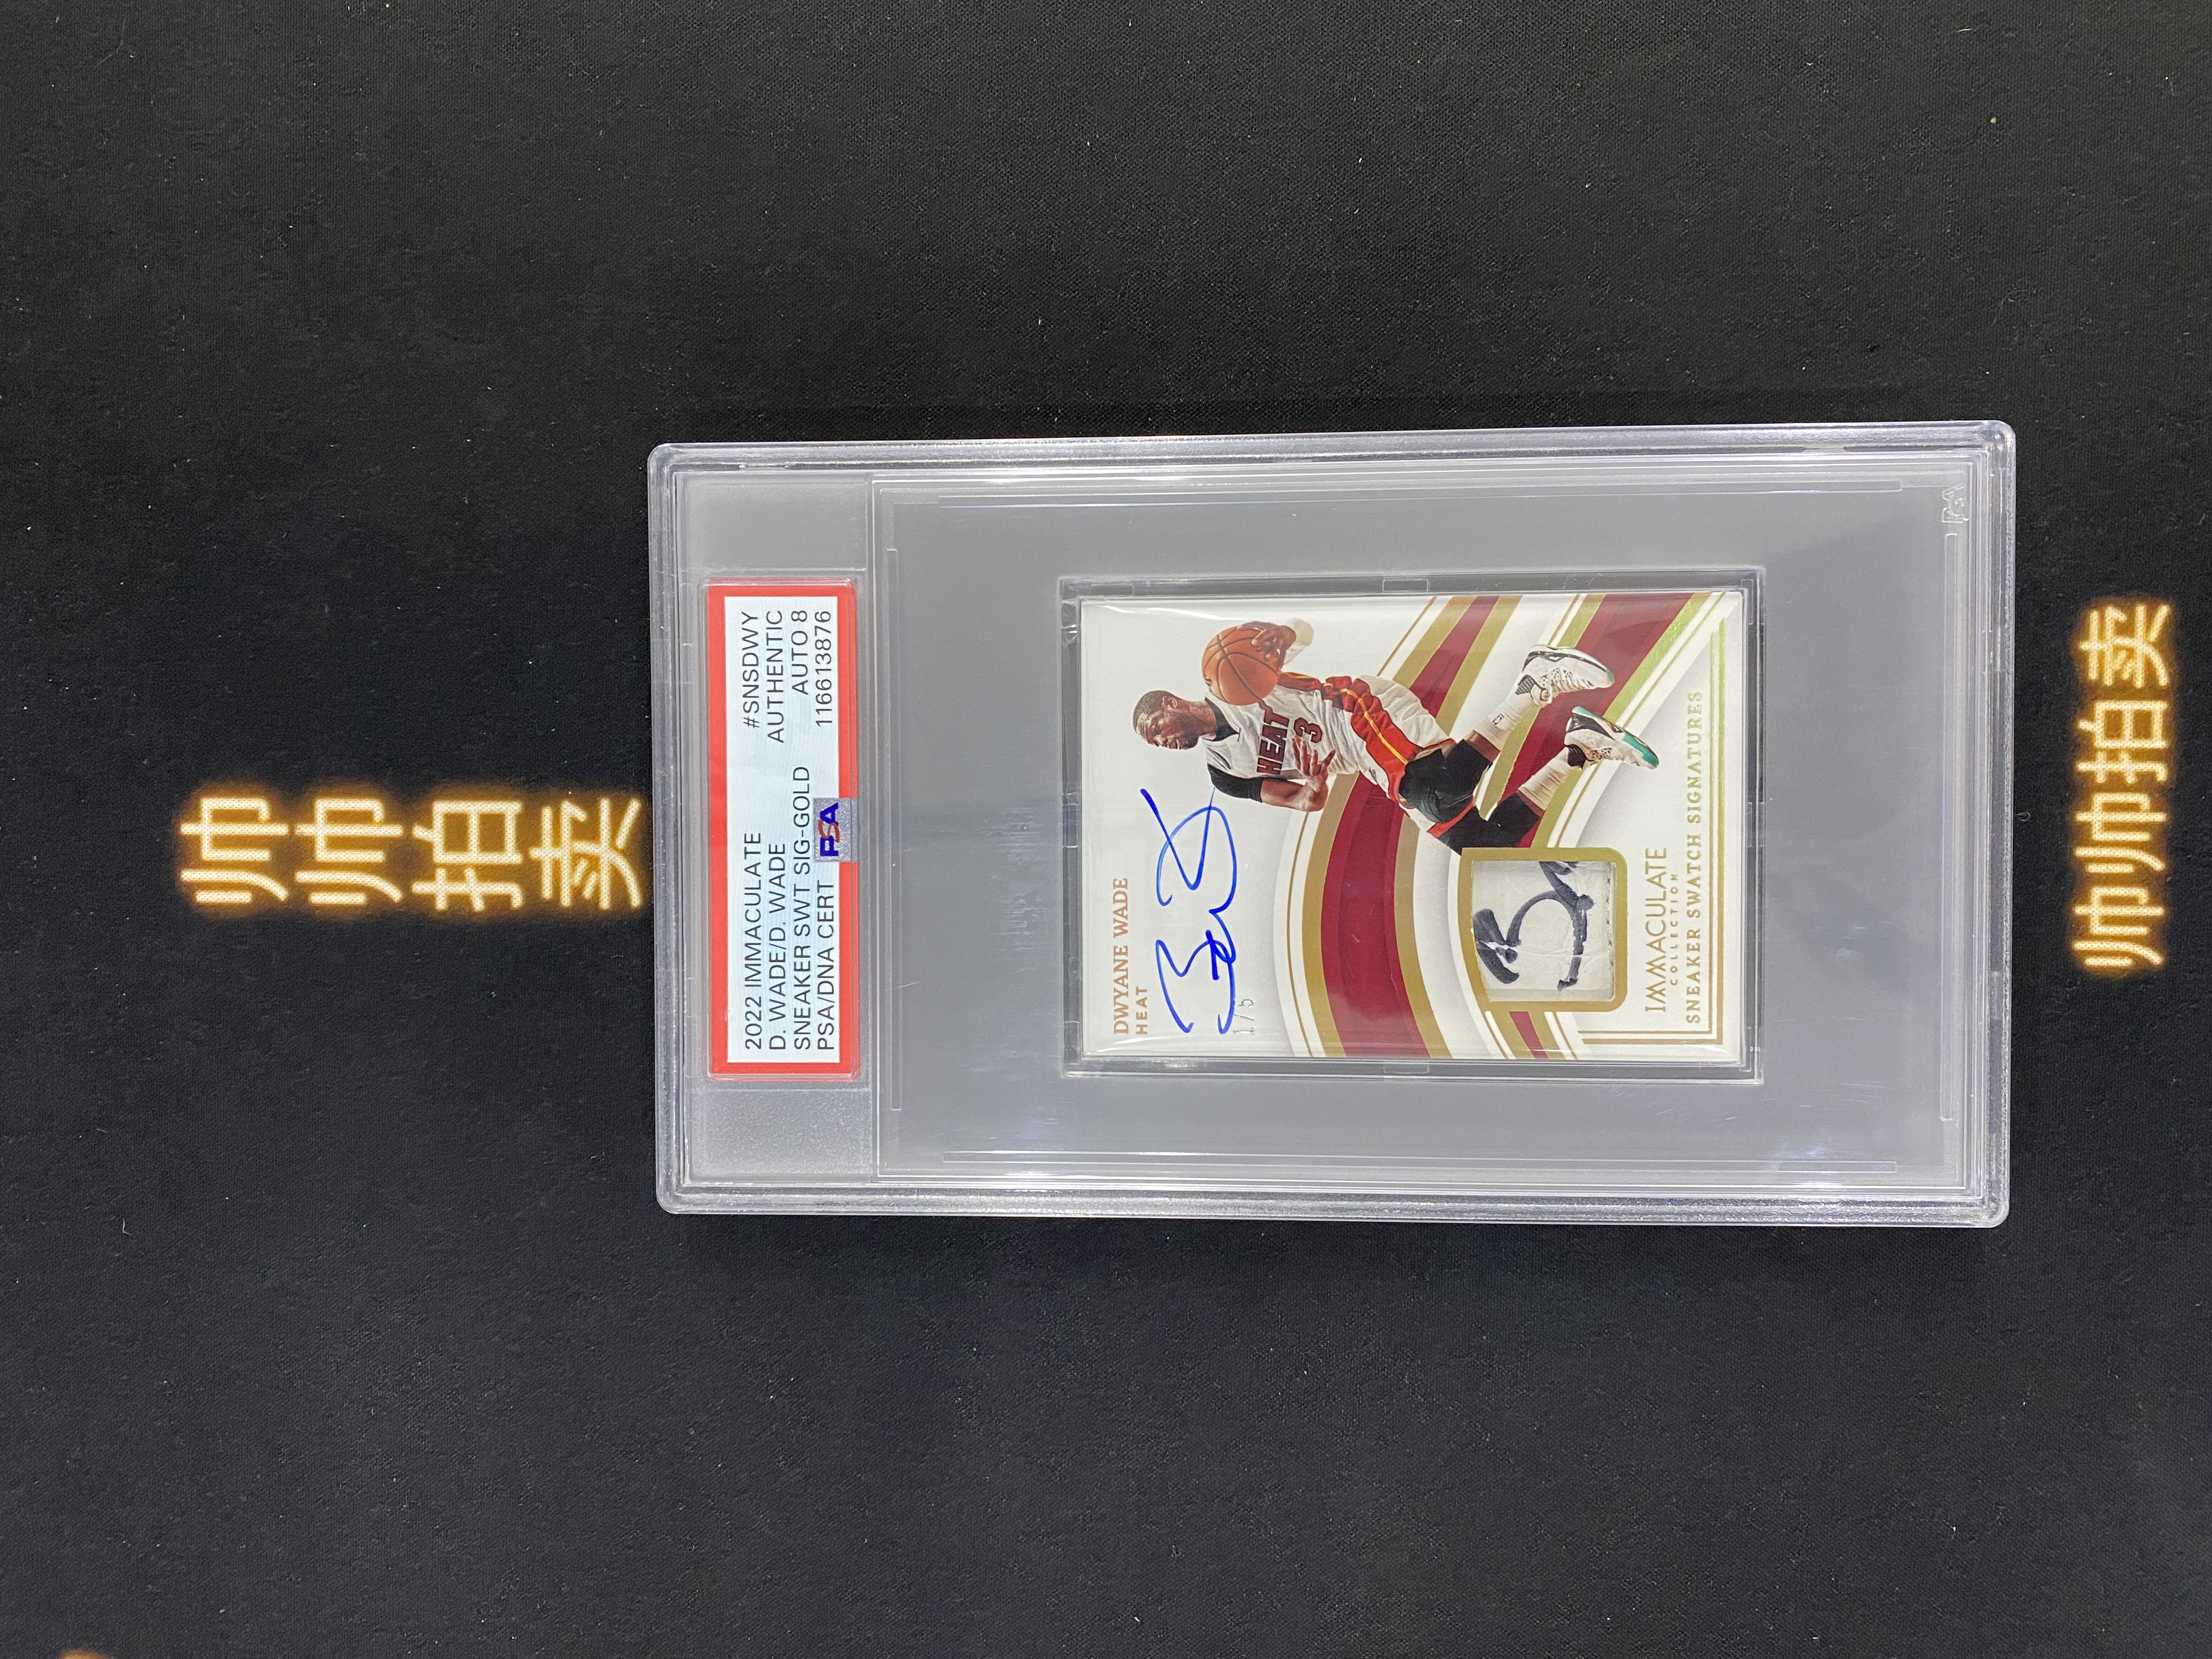 帅帅拍卖
2022 IMMACULATE #SNSDWY
D. WADE/D. WADE AUTHENTIC
SNEAKER SWT SIG-GOLD AUTO 8
PSA/DNA CERT PSA 116613876
DWYANE WADE
HEAT
1/5
HEAT
3
IMMACULATE
COLLECTION
SNEAKER SWATCH SIGNATURES
PSA
帅帅拍卖